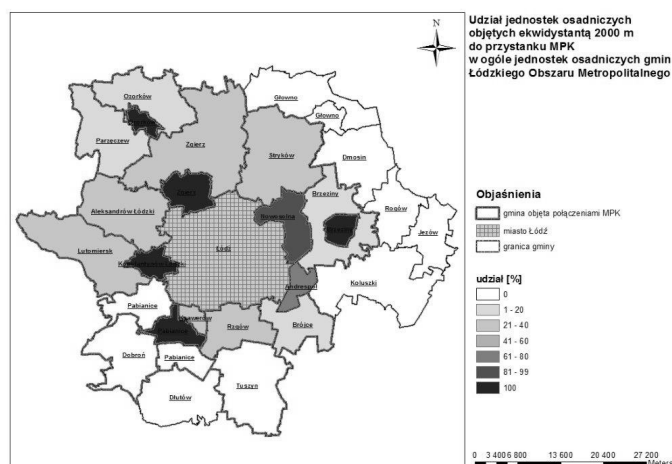 Udział jednostek osadniczych
objętych ekwidystantą 2000 m
do przystanku MPK
w ogóle jednostek osadniczych gmin
Łódzkiego Obszaru Metropolitalnego
N
Ozorków
Głowno
Głowno
Parzęczew
Zgierz
Stryków
Dmosin
Zgierz
Brzeziny
Rogów
Aleksandrów Łódzki
Nowosolna
Brzeziny
Jeżów
Lutomiersk
Łódź
Andrespol
Koluszki
Pabianice
Ksawerów
Pabianice
Rzgów
Brójce
Dobroń
Pabianice
Tuszyn
Dłutów
Objaśnienia
gmina objęta połączeniami MPK
miasto Łódź
granica gminy
udział [%]
0
1 - 20
21 - 40
41 - 60
61 - 80
81 - 99
100
0 3 400 6 800 13 600 20 400 27 200